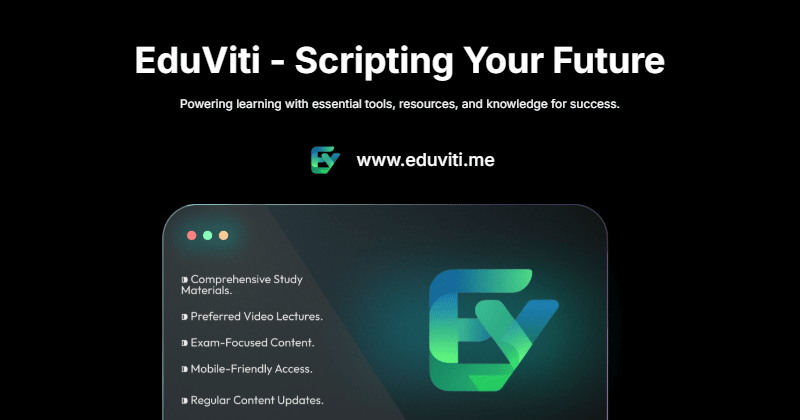 EduViti - Scripting Your Future
Powering learning with essential tools, resources, and knowledge for success.
www.eduviti.me
Comprehensive Study
Materials.
Preferred Video Lectures.
Exam-Focused Content.
Mobile-Friendly Access.
Regular Content Updates.